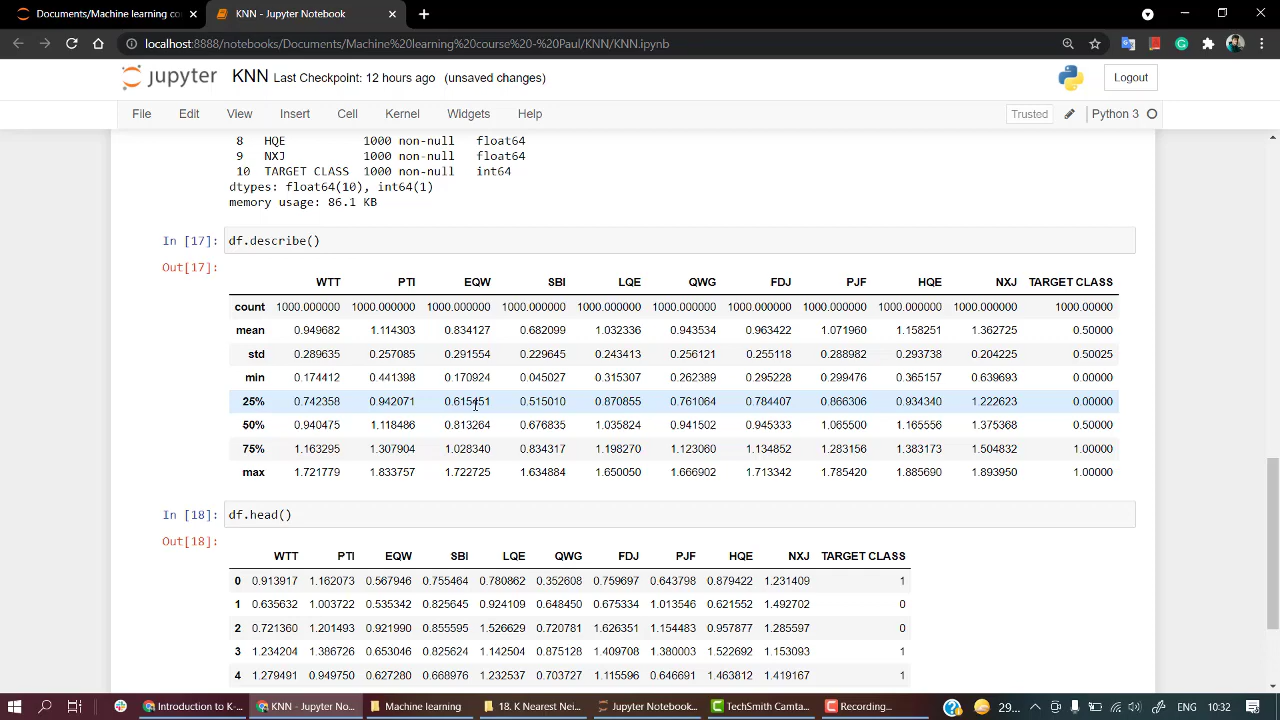 Documents/Machine learning co
KNN - Jupyter Notebook
localhost:8888/notebooks/Documents/Machine%20learning%20course%20-%20Paul/KNN/KNN.ipynb
jupyter KNN Last Checkpoint: 12 hours ago (unsaved changes) Logout
File Edit View Insert Cell Kernel Widgets Help Trusted Python 3
8 HQE 1000 non-null float64
9 NXJ 1000 non-null float64
10 TARGET CLASS 1000 non-null int64
dtypes: float64(10), int64(1)
memory usage: 86.1 KB
In [17]: df.describe()
Out[17]:
WTT PTI EQW SBI LQE QWG FDJ PJF HQE NXJ TARGET CLASS
count 1000.000000 1000.000000 1000.000000 1000.000000 1000.000000 1000.000000 1000.000000 1000.000000 1000.000000 1000.000000 1000.00000
mean 0.949682 1.114303 0.834127 0.682099 1.032336 0.943534 0.963422 1.071960 1.158251 1.362725 0.50000
std 0.289635 0.257085 0.291554 0.229645 0.243413 0.256121 0.255118 0.288982 0.293738 0.204225 0.50025
min 0.174412 0.441398 0.170924 0.045027 0.315307 0.262389 0.295228 0.299476 0.365157 0.639693 0.00000
25% 0.742358 0.942071 0.615451 0.515010 0.870855 0.761064 0.784407 0.866306 0.934340 1.222623 0.00000
50% 0.940475 1.118486 0.813264 0.676835 1.035824 0.941502 0.945333 1.065500 1.165556 1.375368 0.50000
75% 1.163295 1.307904 1.028340 0.834317 1.198270 1.123060 1.134852 1.283156 1.383173 1.504832 1.00000
max 1.721779 1.833757 1.722725 1.634884 1.650050 1.666902 1.713342 1.785420 1.885690 1.893950 1.00000
In [18]: df.head()
Out[18]:
WTT PTI EQW SBI LQE QWG FDJ PJF HQE NXJ TARGET CLASS
0 0.913917 1.162073 0.567946 0.755464 0.780862 0.352608 0.759697 0.643798 0.879422 1.231409 1
1 0.635632 1.003722 0.535342 0.825645 0.924109 0.648450 0.675334 1.013546 0.621552 1.492702 0
2 0.721360 1.201493 0.921990 0.855595 1.526629 0.720781 1.626351 1.154483 0.957877 1.285597 0
3 1.234204 1.386726 0.653046 0.825624 1.142504 0.875128 1.409708 1.380003 1.522692 1.153093 1
4 1.279491 0.949750 0.627280 0.668976 1.232537 0.703727 1.115596 0.646691 1.463812 1.419167 1
Introduction to K-... KNN - Jupyter No... Machine learning 18. K Nearest Nei... Jupyter Notebook... TechSmith Camta... Recording... 29... ENG 10:32